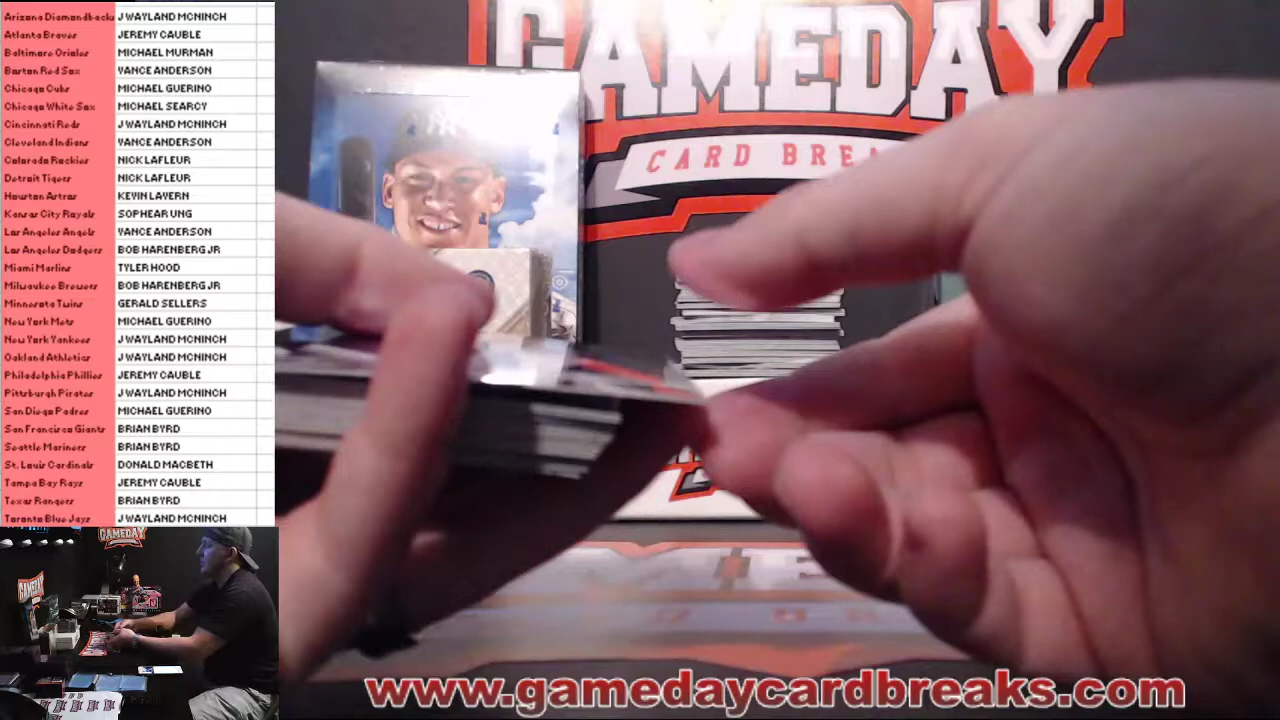 Arizona Diamondbacks J WAYLAND MCNINCH
Atlanta Braves JEREMY CAUBLE
Baltimore Orioles MICHAEL MURMAN
Boston Red Sox VANCE ANDERSON
Chicago Cubs MICHAEL GUERINO
Chicago White Sox MICHAEL SEARCY
Cincinnati Reds J WAYLAND MCNINCH
Cleveland Indians VANCE ANDERSON
Colorado Rockies NICK LAFLEUR
Detroit Tigers NICK LAFLEUR
Houston Astros KEVIN LAVERN
Kansas City Royals SOPHEAR UNG
Los Angeles Angels VANCE ANDERSON
Los Angeles Dodgers BOB HARENBERG JR
Miami Marlins TYLER HOOD
Milwaukee Brewers BOB HARENBERG JR
Minnesota Twins GERALD SELLERS
New York Mets MICHAEL GUERINO
New York Yankees J WAYLAND MCNINCH
Oakland Athletics J WAYLAND MCNINCH
Philadelphia Phillies JEREMY CAUBLE
Pittsburgh Pirates J WAYLAND MCNINCH
San Diego Padres MICHAEL GUERINO
San Francisco Giants BRIAN BYRD
Seattle Mariners BRIAN BYRD
St. Louis Cardinals DONALD MACBETH
Tampa Bay Rays JEREMY CAUBLE
Texas Rangers BRIAN BYRD
Toronto Blue Jays J WAYLAND MCNINCH
GAMEDAY
CARD BREA
NY
GAMEDAY
GAMEDAY
www.gamedaycardbreaks.com